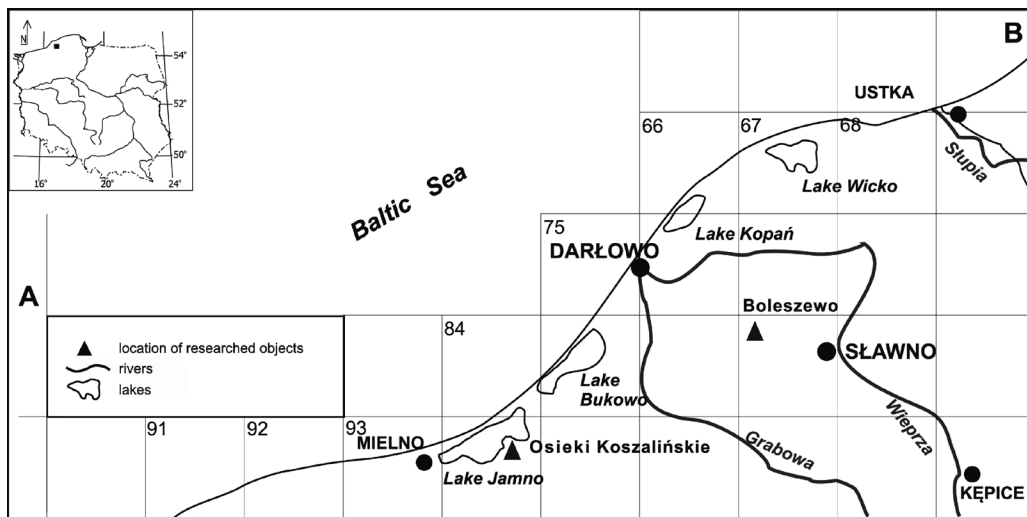 N
54°
52°
50°
16°
20°
24°
A
B
Baltic Sea
USTKA
Słupia
66
67
68
Lake Wicko
Lake Kopań
75
DARŁOWO
Boleszewo
SŁAWNO
84
location of researched objects
rivers
lakes
Lake
Bukowo
91
92
93
MIELNO
Osieki Koszalińskie
Lake Jamno
Grabowa
Wieprza
KĘPICE